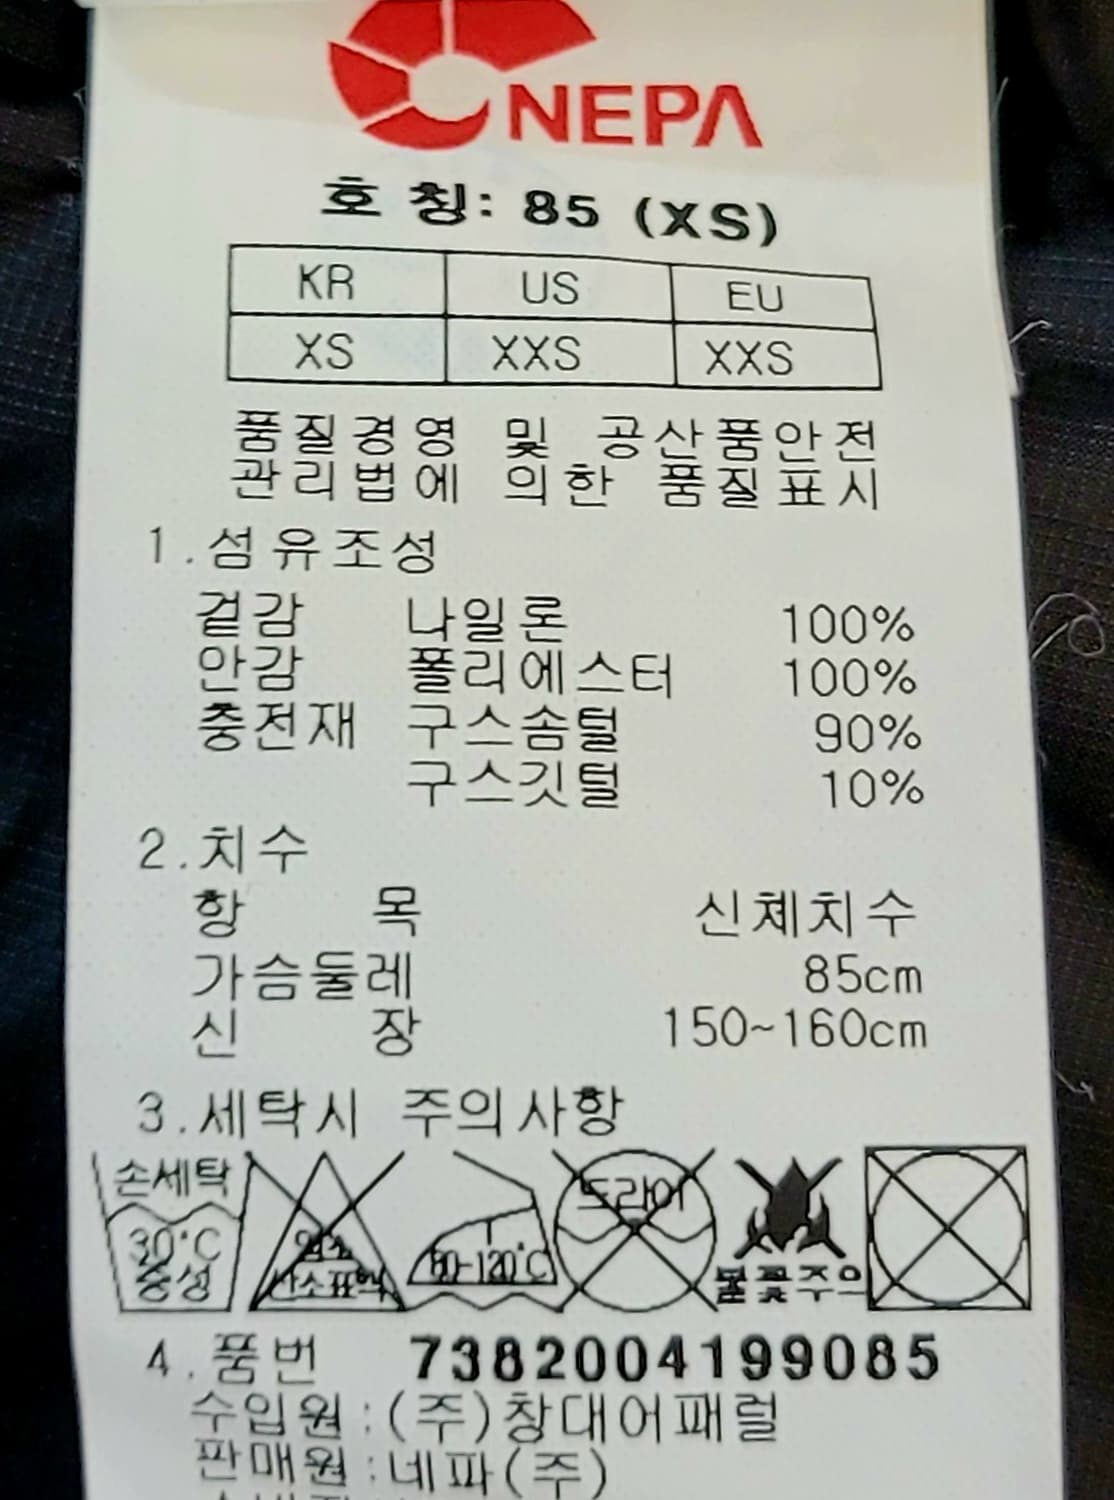 NEPA
호 칭: 85 (XS)
KR US EU
XS XXS XXS
품질경영 및 공산품안전
관리법에 의한 품질표시
1.섬유조성
겉감 나일론 100%
안감 폴리에스터 100%
충전재 구스솜털 90%
구스깃털 10%
2.치수
항 목 신체치수
가슴둘레 85cm
신 장 150~160cm
3.세탁시 주의사항
손세탁 드라이
30°C 염소 80-120°C
중성 산소표백 불꽃주의
4.품번 7382004199085
수입원:(주)창대어패럴
판매원:네파(주)